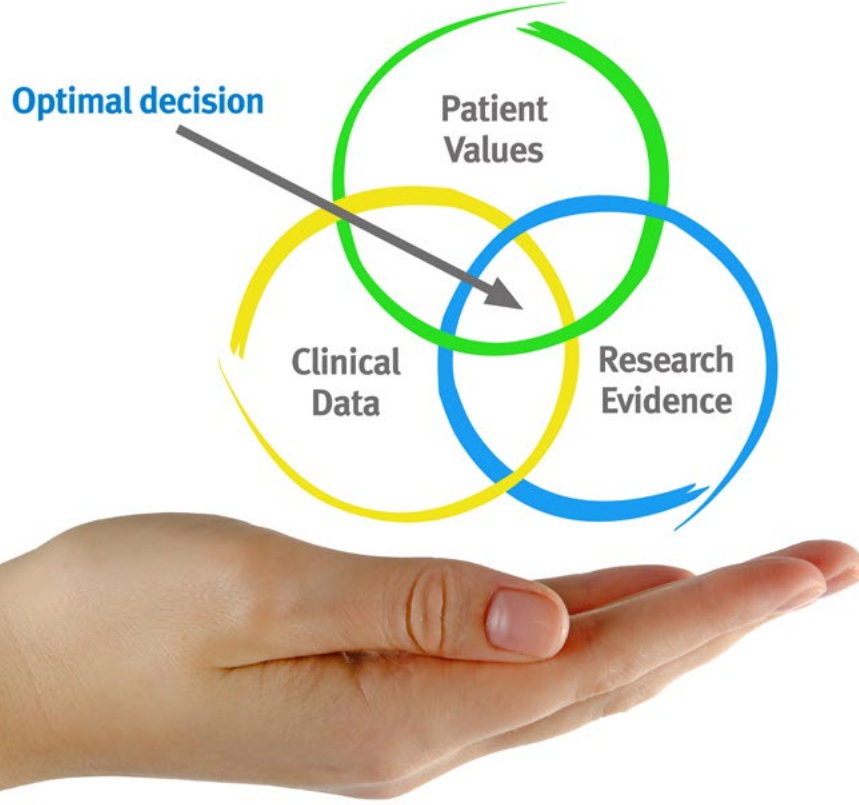 Optimal decision
Patient
Values
Clinical
Data
Research
Evidence